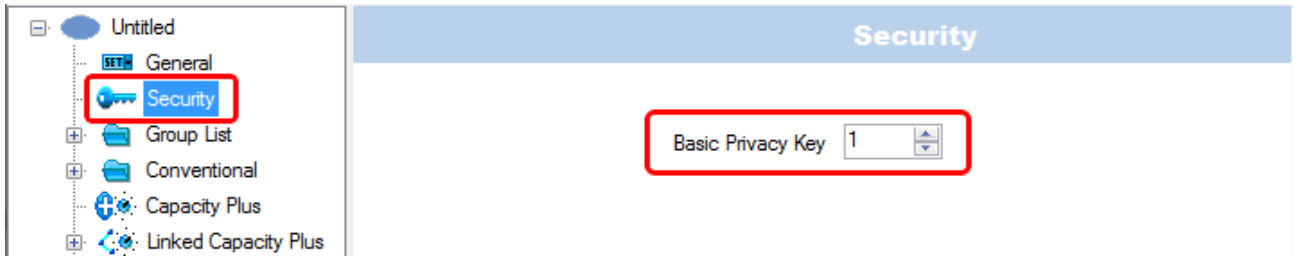 Untitled
SET General
Security
Group List
Conventional
Capacity Plus
Linked Capacity Plus
Security
Basic Privacy Key 1